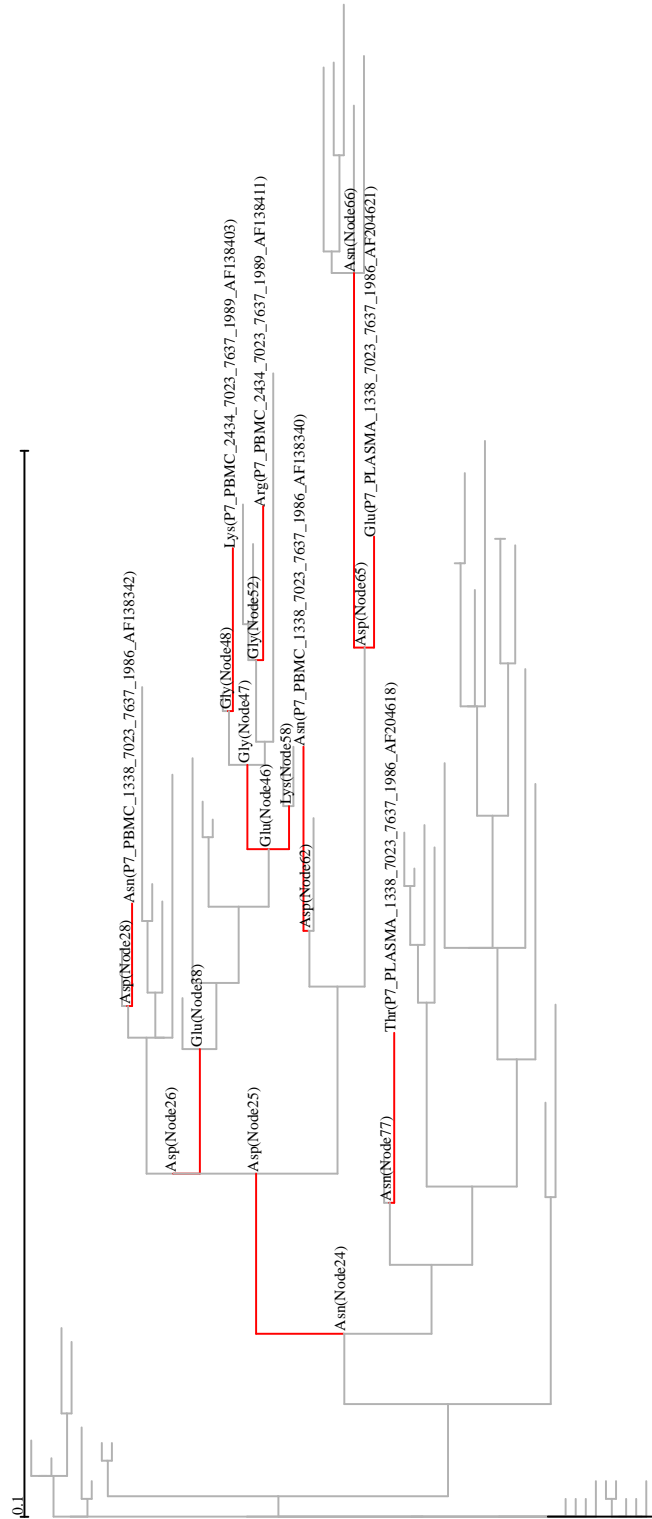 Asn(Node66)
Glu(P7_PLASMA_1338_7023_7637_1986_AF204621)
Arg(P7_PBMC_2434_7023_7637_1989_AF138411)
Lys(P7_PBMC_2434_7023_7637_1989_AF138403)
Asn(P7_PBMC_1338_7023_7637_1986_AF138340)
Asn(P7_PBMC_1338_7023_7637_1986_AF138342)
Gly(Node52)
Asp(Node65)
Gly(Node48)
Gly(Node47)
Lys(Node58)
Glu(Node46)
Asp(Node62)
Asp(Node28)
Thr(P7_PLASMA_1338_7023_7637_1986_AF204618)
Glu(Node38)
Asp(Node26)
Asp(Node25)
Asn(Node77)
Asn(Node24)
0.1